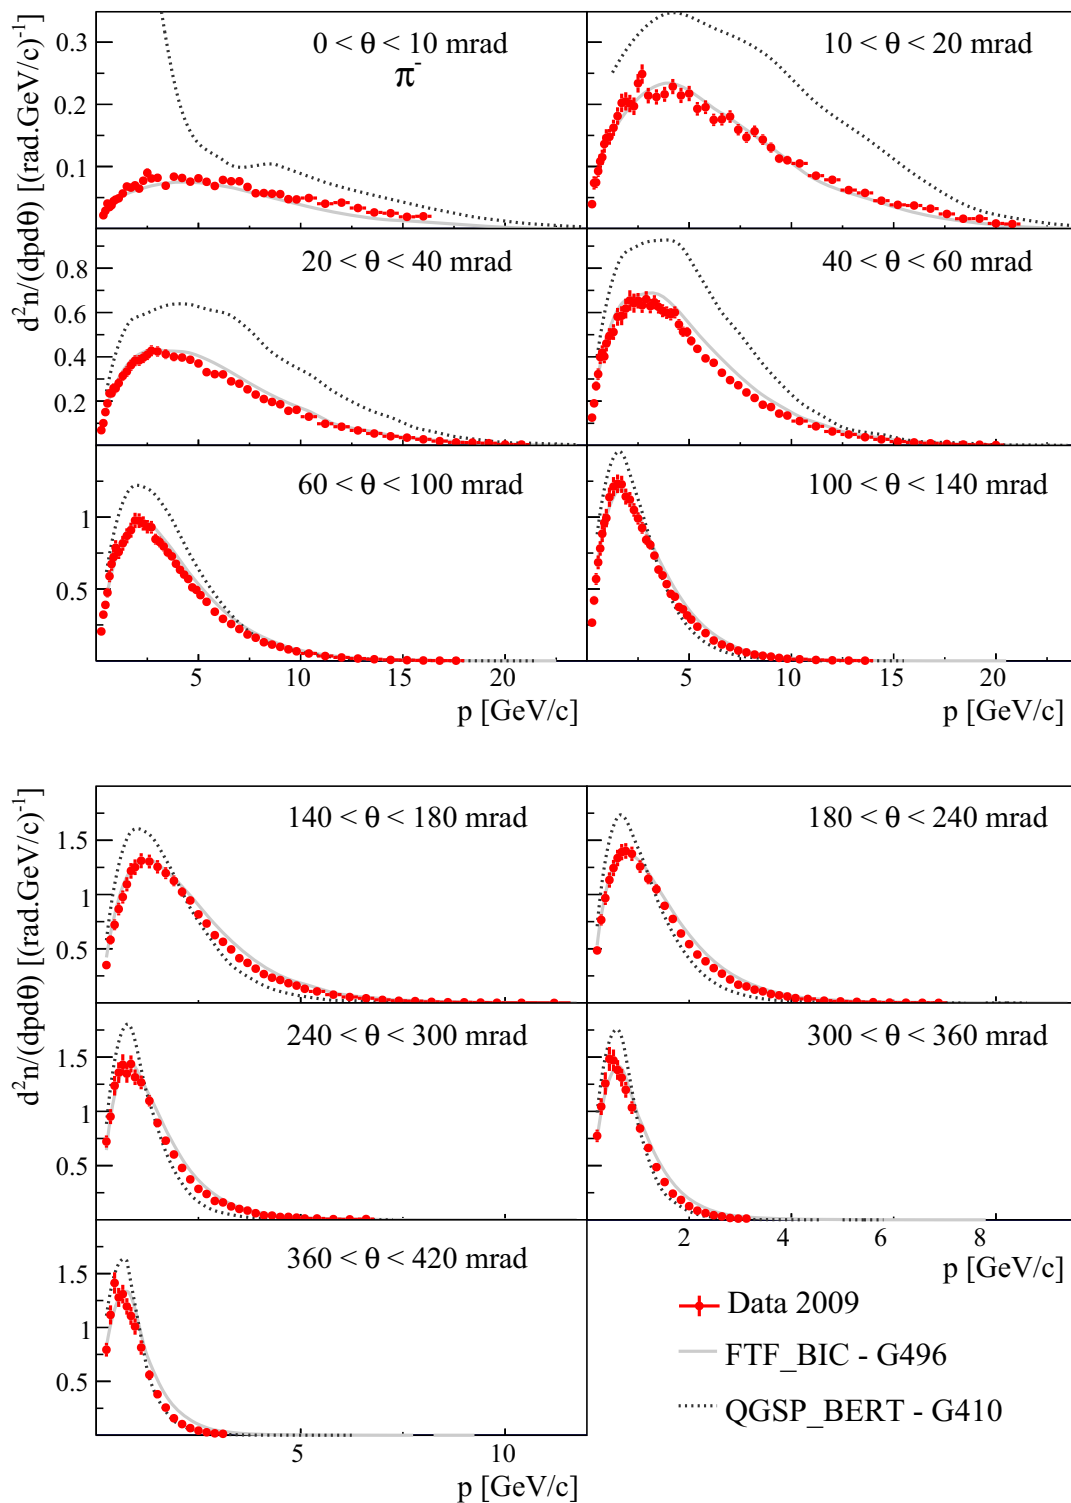 d²n/(dpdθ) [(rad.GeV/c)⁻¹]
0 < θ < 10 mrad
π⁻
10 < θ < 20 mrad
0.3
0.2
0.1
20 < θ < 40 mrad
40 < θ < 60 mrad
0.8
0.6
0.4
0.2
60 < θ < 100 mrad
100 < θ < 140 mrad
1
0.5
5 10 15 20
5 10 15 20
p [GeV/c]
p [GeV/c]
d²n/(dpdθ) [(rad.GeV/c)⁻¹]
140 < θ < 180 mrad
180 < θ < 240 mrad
1.5
1
0.5
240 < θ < 300 mrad
300 < θ < 360 mrad
1.5
1
0.5
2 4 6 8
p [GeV/c]
360 < θ < 420 mrad
1.5
1
0.5
5 10
p [GeV/c]
Data 2009
FTF_BIC - G496
QGSP_BERT - G410